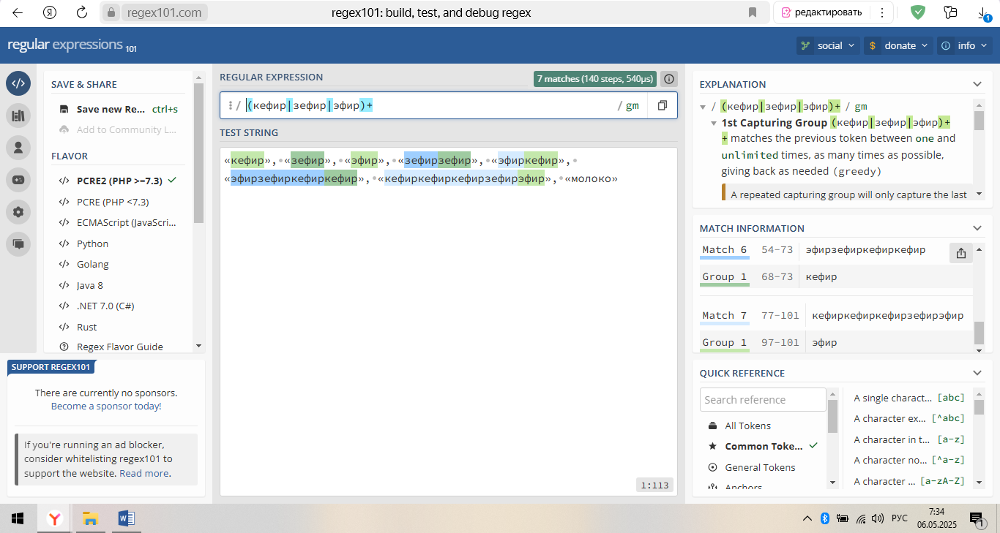 regex101.com
regex101: build, test, and debug regex
редактировать
1
regular expressions 101
social
$ donate
info
SAVE & SHARE
Save new Re... ctrl+s
Add to Community L...
FLAVOR
</> PCRE2 (PHP >=7.3)
</> PCRE (PHP <7.3)
</> ECMAScript (JavaScri...
</> Python
</> Golang
</> Java 8
</> .NET 7.0 (C#)
</> Rust
Regex Flavor Guide
SUPPORT REGEX101
There are currently no sponsors.
Become a sponsor today!
If you're running an ad blocker,
consider whitelisting regex101 to
support the website. Read more.
REGULAR EXPRESSION
7 matches (140 steps, 540μs)
/ (кефир|зефир|эфир)+ / gm
TEST STRING
«кефир», «зефир», «эфир», «зефирзефир», «эфиркефир»,
«эфирзефиркефиркефир», «кефиркефиркефирзефирэфир», «молоко»
1:113
EXPLANATION
/ (кефир|зефир|эфир)+ / gm
1st Capturing Group (кефир|зефир|эфир)+
+ matches the previous token between one and
unlimited times, as many times as possible,
giving back as needed (greedy)
A repeated capturing group will only capture the last
MATCH INFORMATION
Match 6 54-73 эфирзефиркефиркефир
Group 1 68-73 кефир
Match 7 77-101 кефиркефиркефирзефирэфир
Group 1 97-101 эфир
QUICK REFERENCE
Search reference
All Tokens
Common Toke...
General Tokens
Anchors
A single charact... [abc]
A character ex... [^abc]
A character in t... [a-z]
A character no... [^a-z]
A character ... [a-zA-Z]
РУС
7:34
06.05.2025
1